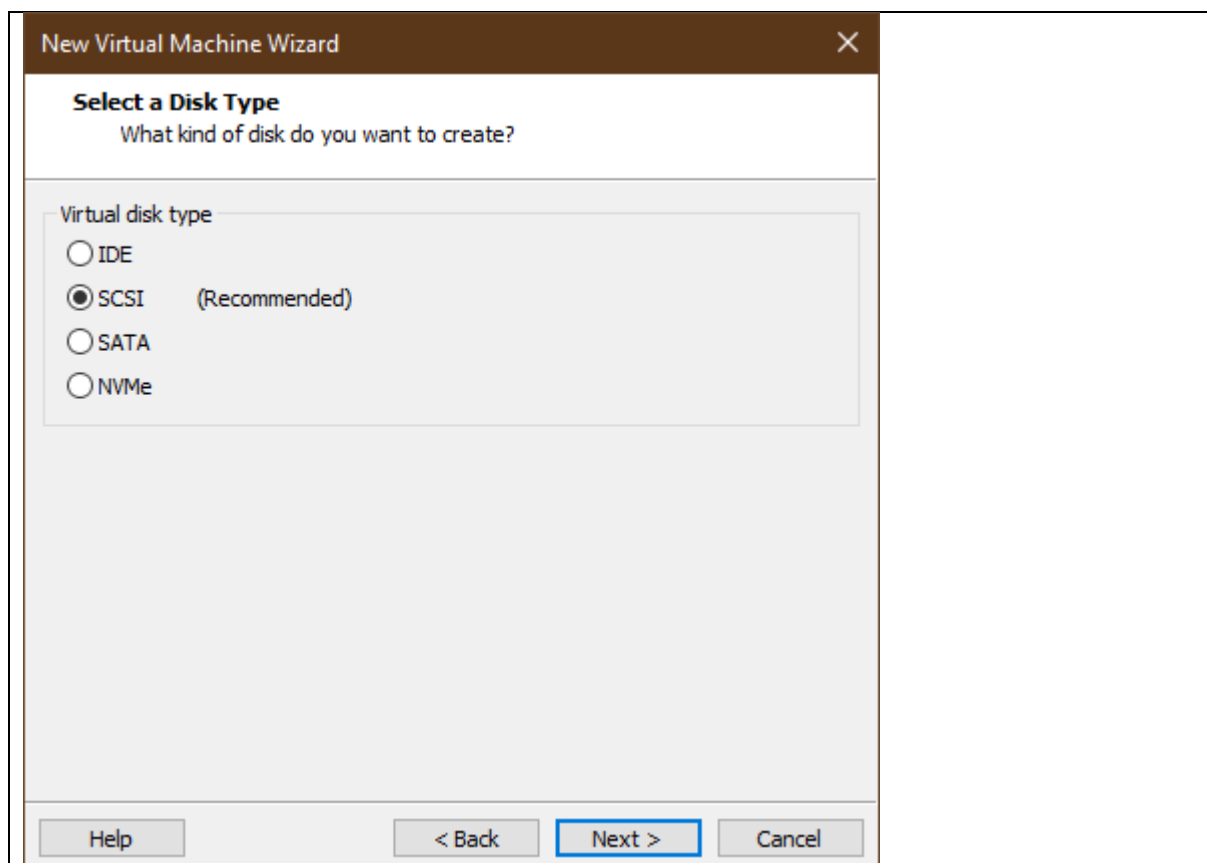 New Virtual Machine Wizard
Select a Disk Type
What kind of disk do you want to create?
Virtual disk type
IDE
SCSI (Recommended)
SATA
NVMe
Help < Back Next > Cancel